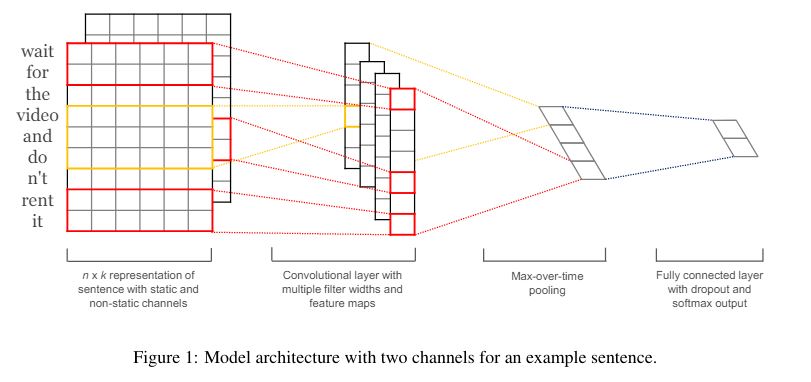 wait
for
the
video
and
do
n't
rent
it
n x k representation of
sentence with static and
non-static channels
Convolutional layer with
multiple filter widths and
feature maps
Max-over-time
pooling
Fully connected layer
with dropout and
softmax output
Figure 1: Model architecture with two channels for an example sentence.